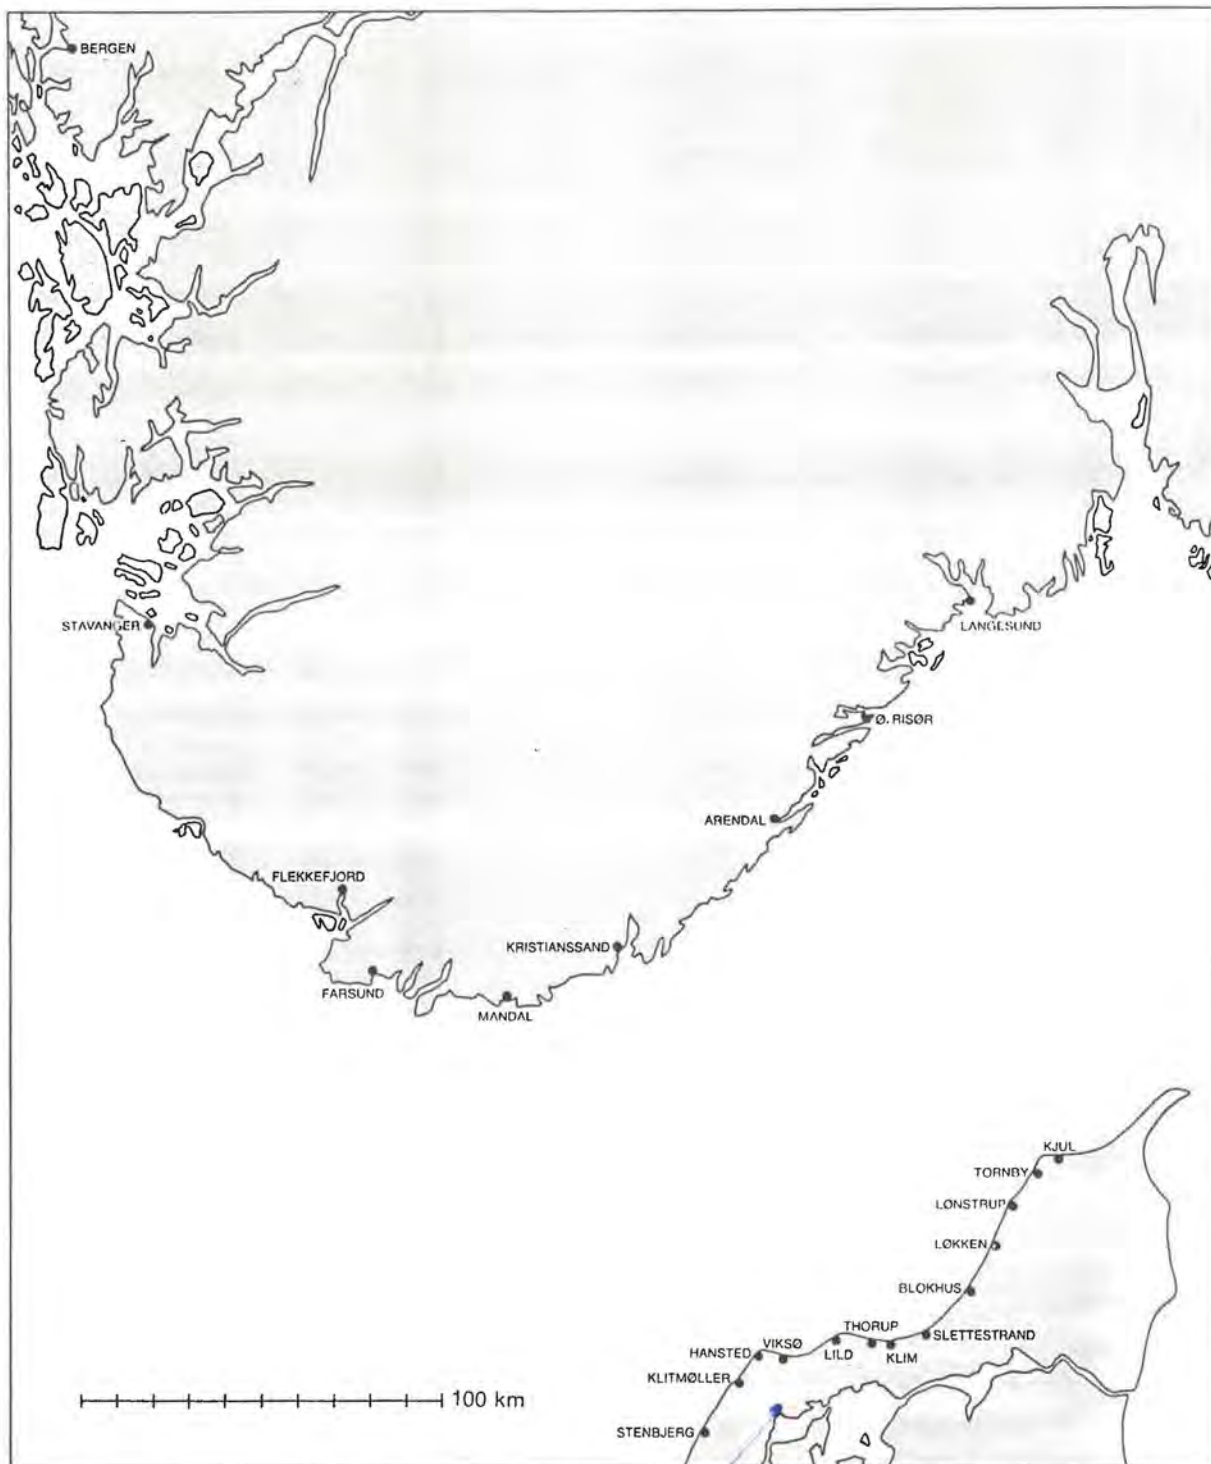 BERGEN
STAVANGER
LANGESUND
Ø. RISØR
ARENDAL
FLEKKEFJORD
KRISTIANSSAND
FARSUND
MANDAL
KJUL
TORNBY
LØNSTRUP
LØKKEN
BLOKHUS
THORUP
SLETTESTRAND
VIKSØ
HANSTED
LILD
KLIM
KLITMØLLER
100 km
STENBJERG